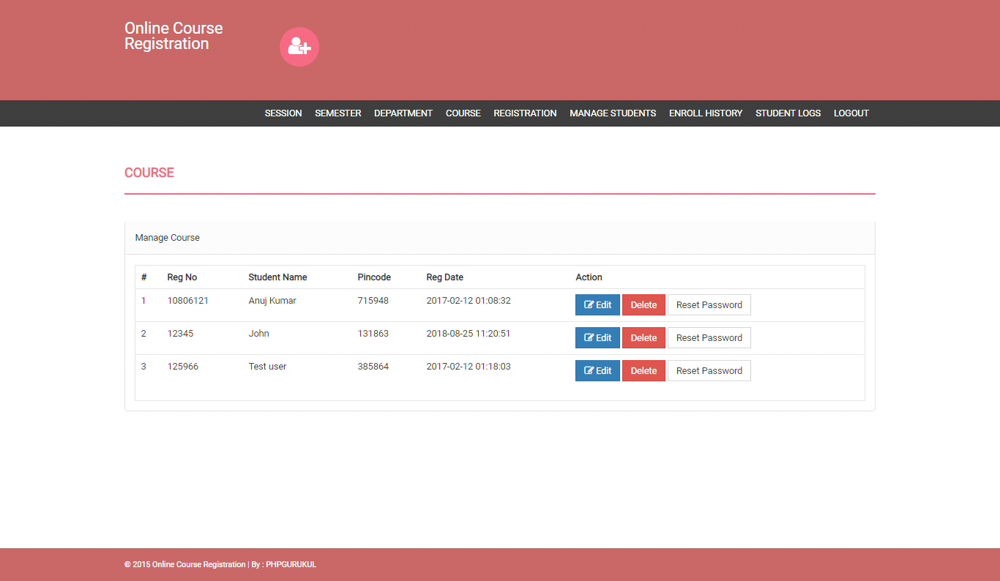 Online Course
Registration
SESSION SEMESTER DEPARTMENT COURSE REGISTRATION MANAGE STUDENTS ENROLL HISTORY STUDENT LOGS LOGOUT
COURSE
Manage Course
# Reg No Student Name Pincode Reg Date Action
1 10806121 Anuj Kumar 715948 2017-02-12 01:08:32 Edit Delete Reset Password
2 12345 John 131863 2018-08-25 11:20:51 Edit Delete Reset Password
3 125966 Test user 385864 2017-02-12 01:18:03 Edit Delete Reset Password
© 2015 Online Course Registration | By : PHPGURUKUL